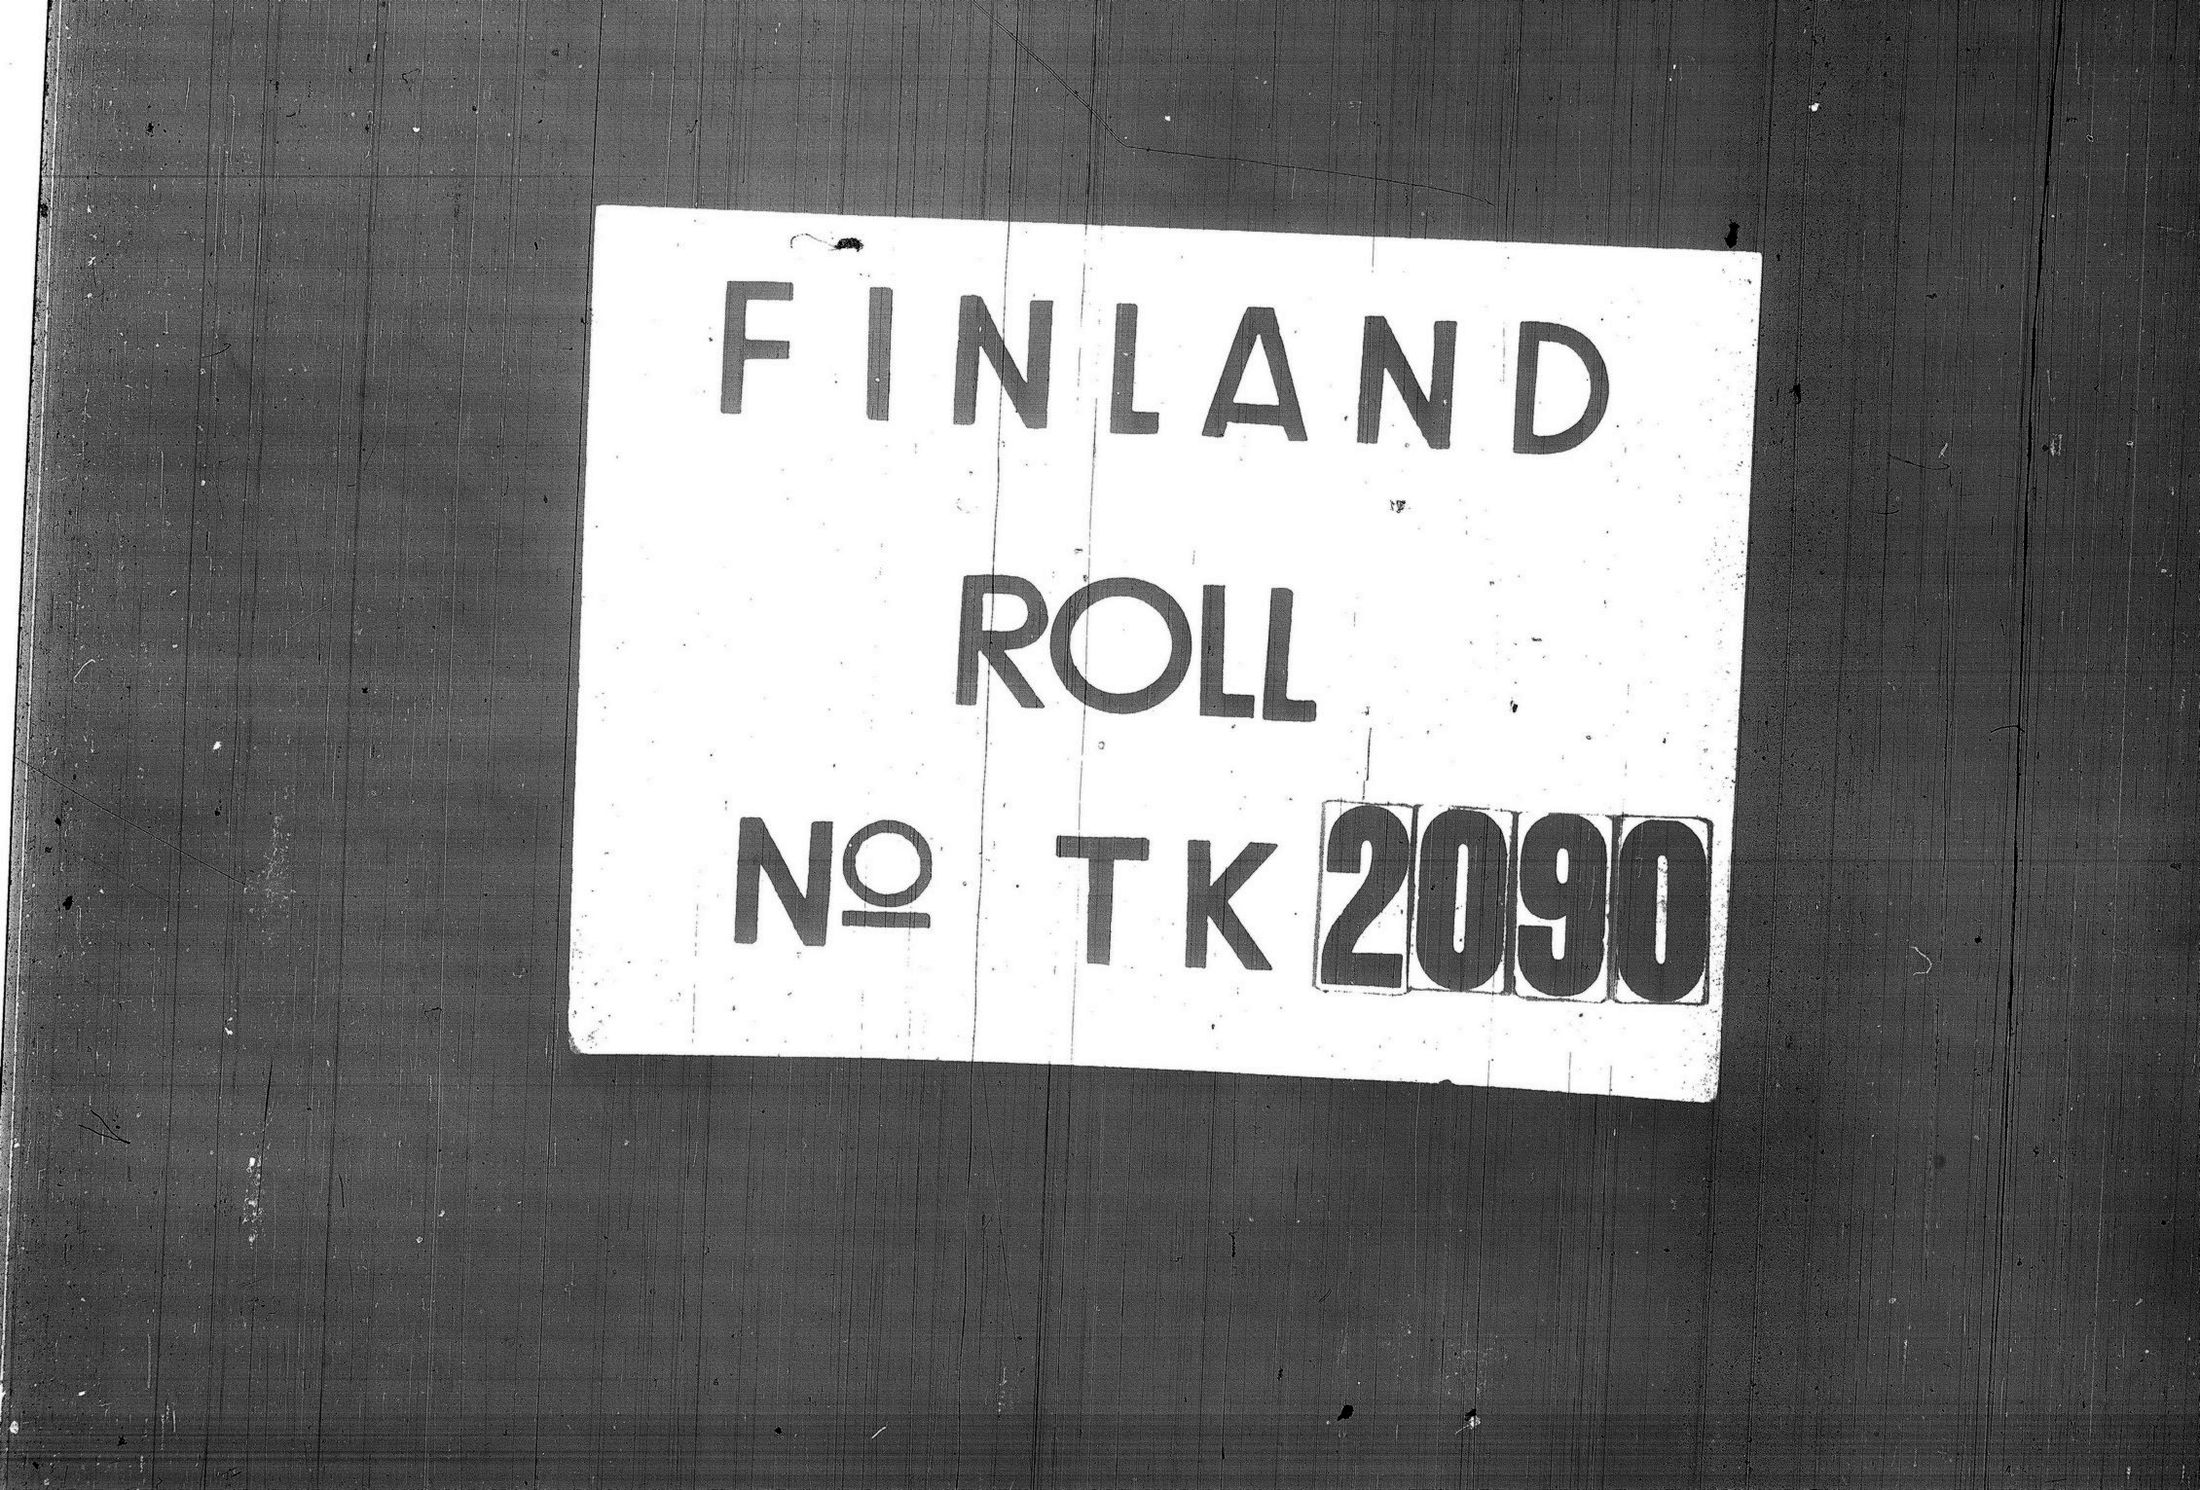 FINLAND
ROLL
Nº TK 2090